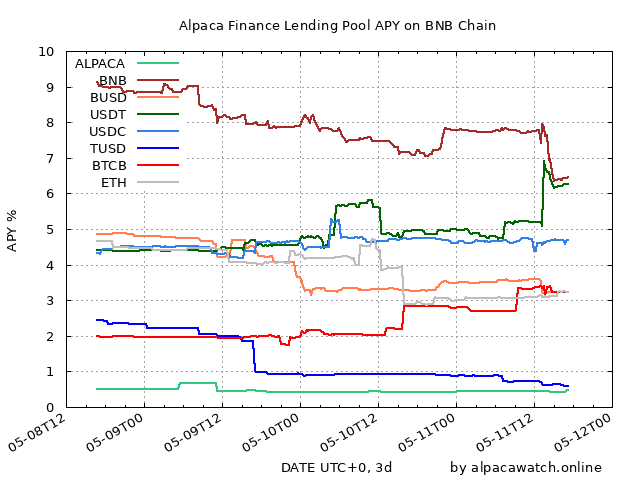 Alpaca Finance Lending Pool APY on BNB Chain
10
9
8
7
6
5
4
3
2
1
0
APY %
ALPACA
BNB
BUSD
USDT
USDC
TUSD
BTCB
ETH
05-08T12
05-09T00
05-09T12
05-10T00
05-10T12
05-11T00
05-11T12
05-12T00
DATE UTC+0, 3d
by alpacawatch.online